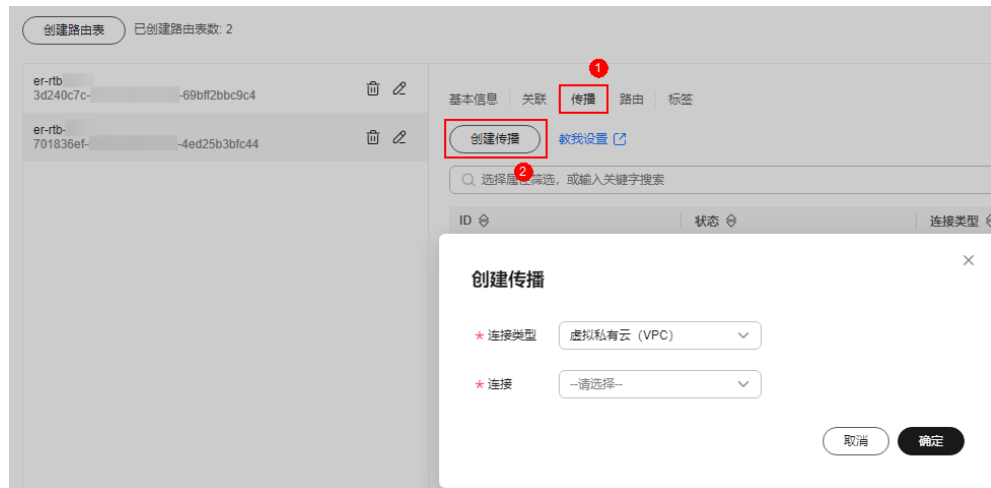 创建路由表 已创建路由表数: 2
er-rtb
3d240c7c- -69bff2bbc9c4
er-rtb-
701836ef- -4ed25b3bfc44
1
基本信息 关联 传播 路由 标签
创建传播 教我设置
2
选择属性筛选，或输入关键字搜索
ID 状态 连接类型
创建传播
* 连接类型 虚拟私有云（VPC）
* 连接 --请选择--
取消 确定